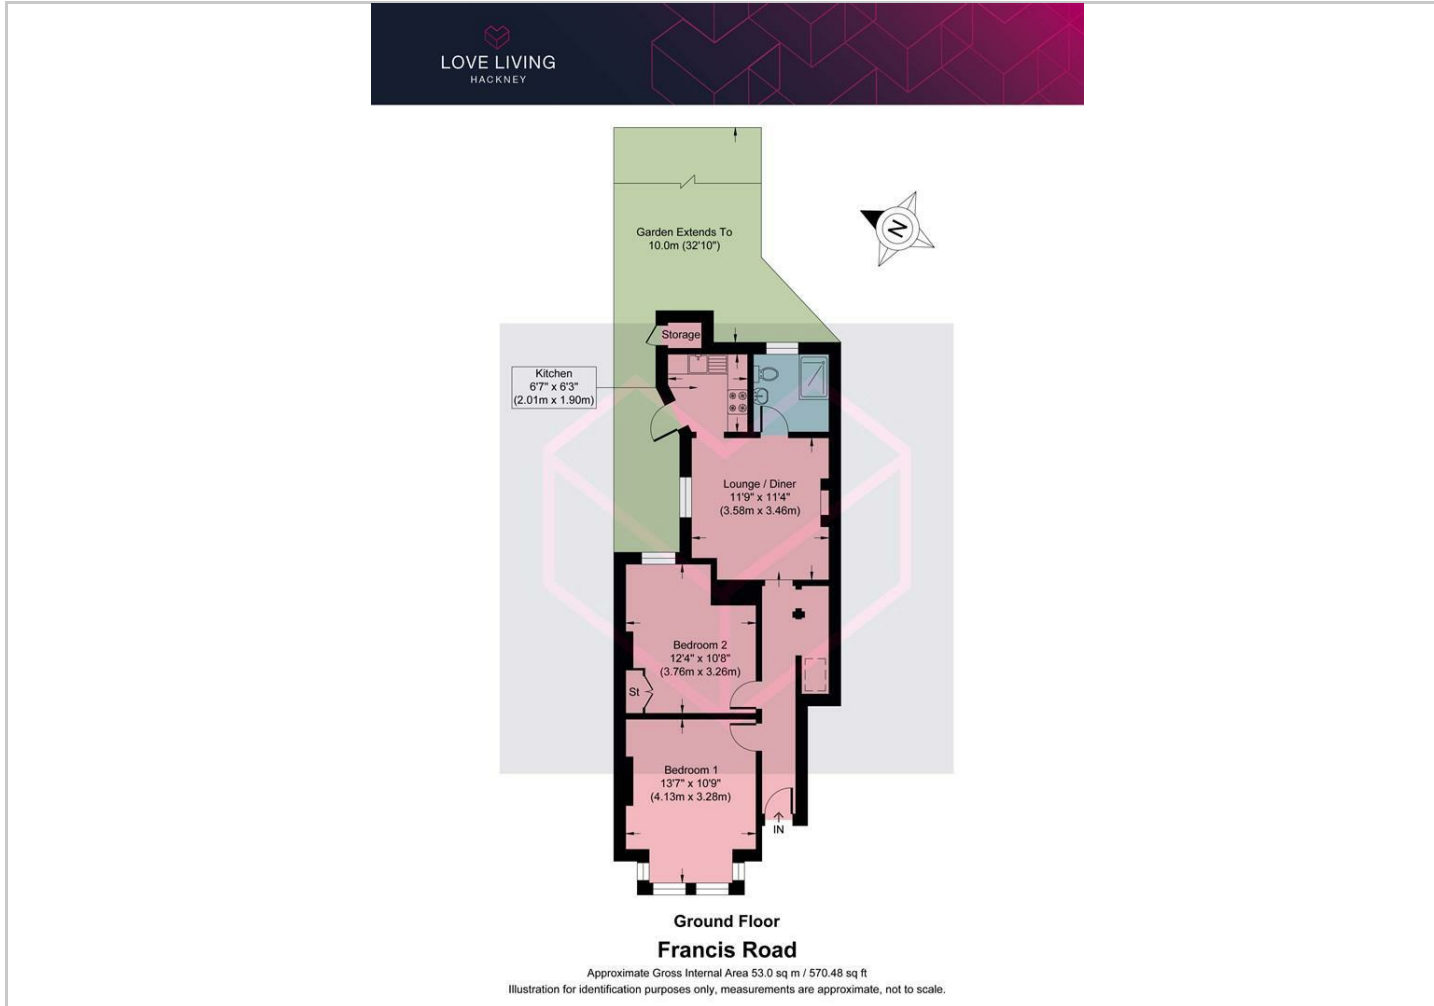 LOVE LIVING
HACKNEY
Garden Extends To
10.0m (32'10")
N
Storage
Kitchen
6'7" x 6'3"
(2.01m x 1.90m)
Lounge / Diner
11'9" x 11'4"
(3.58m x 3.46m)
Bedroom 2
12'4" x 10'8"
(3.76m x 3.26m)
St
Bedroom 1
13'7" x 10'9"
(4.13m x 3.28m)
IN
Ground Floor
Francis Road
Approximate Gross Internal Area 53.0 sq m / 570.48 sq ft
Illustration for identification purposes only, measurements are approximate, not to scale.